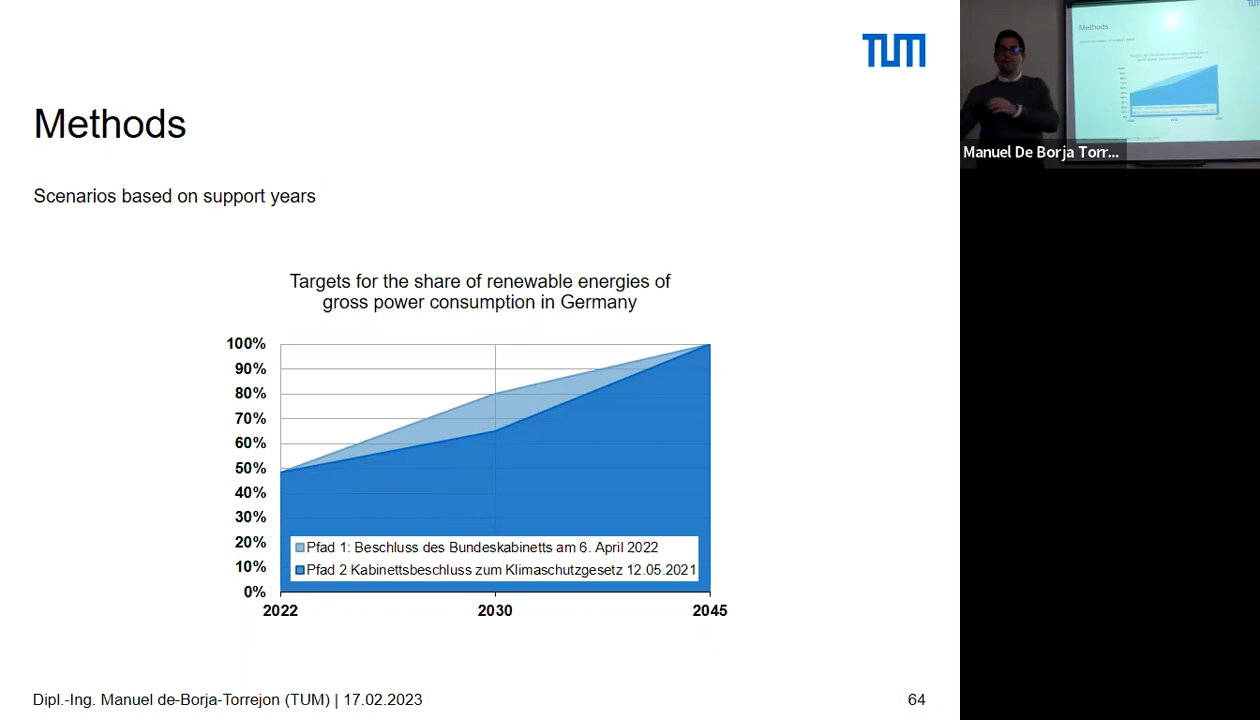 TUM
Methods
Scenarios based on support years
Targets for the share of renewable energies of
gross power consumption in Germany
100%
90%
80%
70%
60%
50%
40%
30%
20%
10%
0%
Pfad 1: Beschluss des Bundeskabinetts am 6. April 2022
Pfad 2 Kabinettsbeschluss zum Klimaschutzgesetz 12.05.2021
2022
2030
2045
Dipl.-Ing. Manuel de-Borja-Torrejon (TUM) | 17.02.2023
64
Methods
Manuel De Borja Torr...